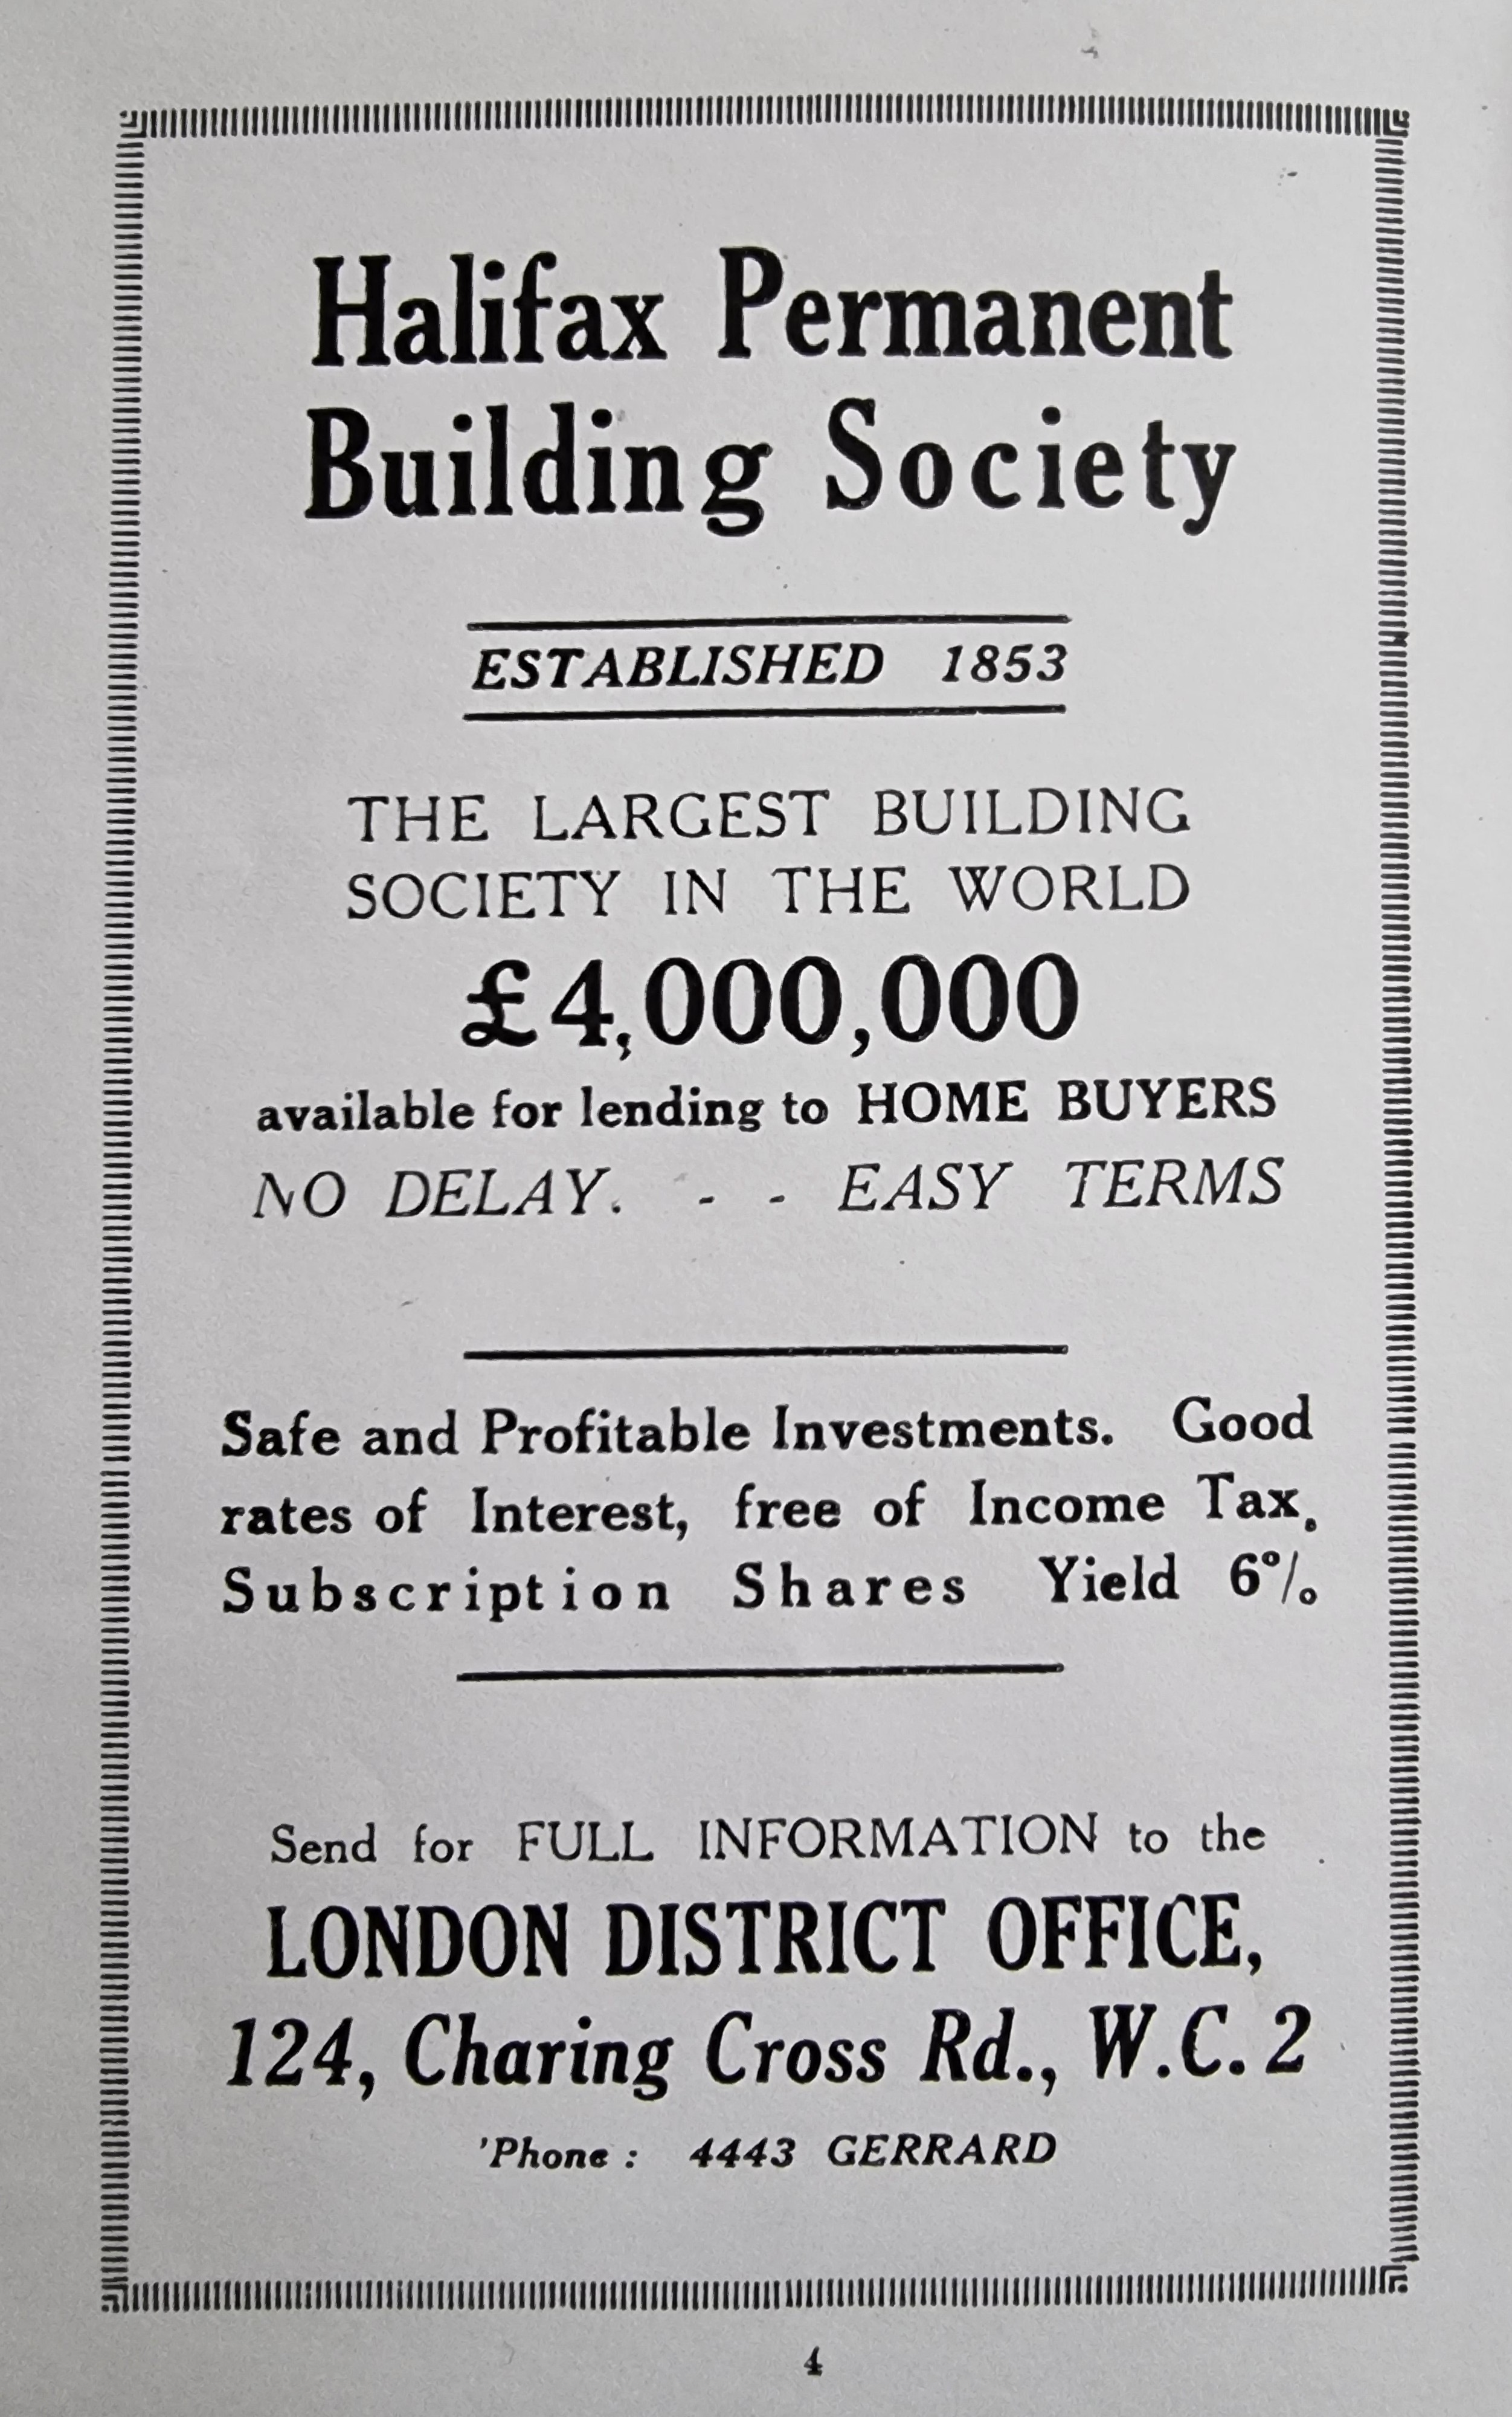 Halifax Permanent
Building Society
ESTABLISHED 1853
THE LARGEST BUILDING
SOCIETY IN THE WORLD
£4,000,000
available for lending to HOME BUYERS
NO DELAY. - - EASY TERMS
Safe and Profitable Investments. Good
rates of Interest, free of Income Tax.
Subscription Shares Yield 6%
Send for FULL INFORMATION to the
LONDON DISTRICT OFFICE,
124, Charing Cross Rd., W.C. 2
'Phone : 4443 GERRARD
4